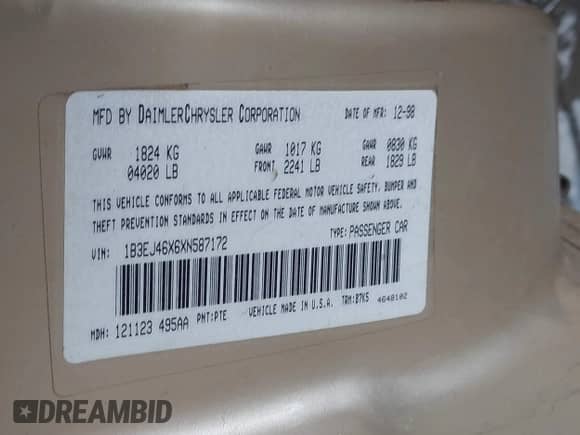 MFD BY DAIMLERCHRYSLER CORPORATION DATE OF MFR: 12-98
GVWR 1824 KG GAWR 1017 KG GAWR 0830 KG
04020 LB FRONT 2241 LB REAR 1829 LB
THIS VEHICLE CONFORMS TO ALL APPLICABLE FEDERAL MOTOR VEHICLE SAFETY, BUMPER AND
THEFT PREVENTION STANDARDS IN EFFECT ON THE DATE OF MANUFACTURE SHOWN ABOVE.
VIN: 1B3EJ46X6XN587172 TYPE: PASSENGER CAR
MDH: 121123 495AA PNT: PTE VEHICLE MADE IN U.S.A. TRM: B7K5 4648102
DREAMBID